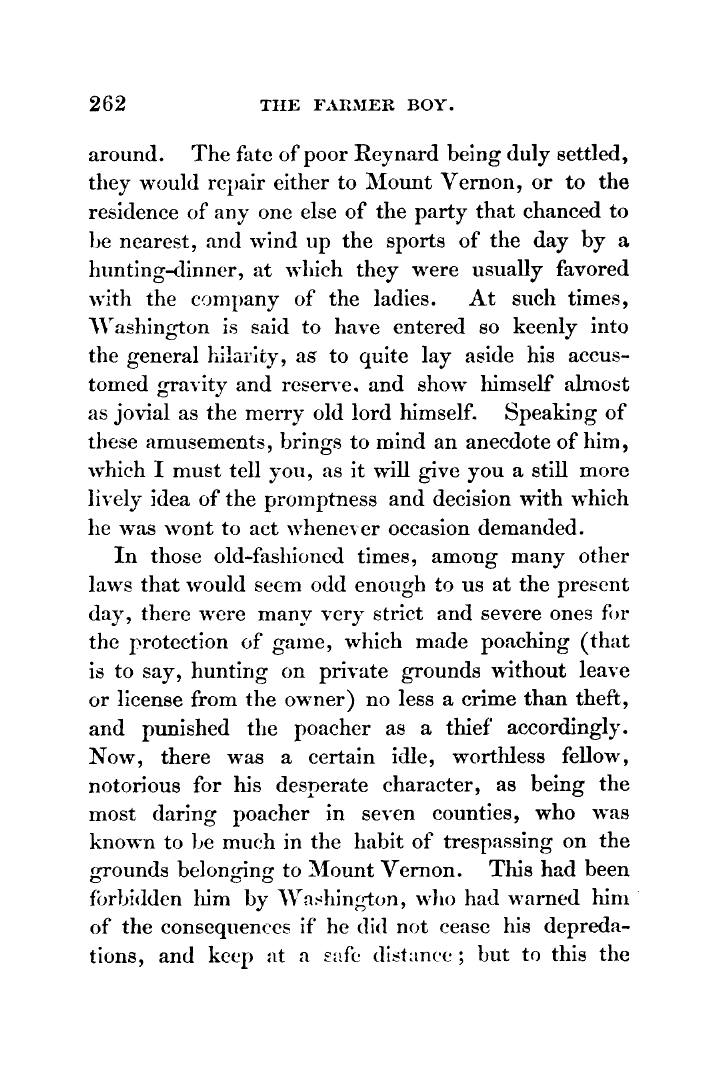 262 THE FARMER BOY.
around. The fate of poor Reynard being duly settled,
they would repair either to Mount Vernon, or to the
residence of any one else of the party that chanced to
be nearest, and wind up the sports of the day by a
hunting-dinner, at which they were usually favored
with the company of the ladies. At such times,
Washington is said to have entered so keenly into
the general hilarity, as to quite lay aside his accus-
tomed gravity and reserve, and show himself almost
as jovial as the merry old lord himself. Speaking of
these amusements, brings to mind an anecdote of him,
which I must tell you, as it will give you a still more
lively idea of the promptness and decision with which
he was wont to act whenever occasion demanded.
In those old-fashioned times, among many other
laws that would seem odd enough to us at the present
day, there were many very strict and severe ones for
the protection of game, which made poaching (that
is to say, hunting on private grounds without leave
or license from the owner) no less a crime than theft,
and punished the poacher as a thief accordingly.
Now, there was a certain idle, worthless fellow,
notorious for his desperate character, as being the
most daring poacher in seven counties, who was
known to be much in the habit of trespassing on the
grounds belonging to Mount Vernon. This had been
forbidden him by Washington, who had warned him
of the consequences if he did not cease his depreda-
tions, and keep at a safe distance; but to this the